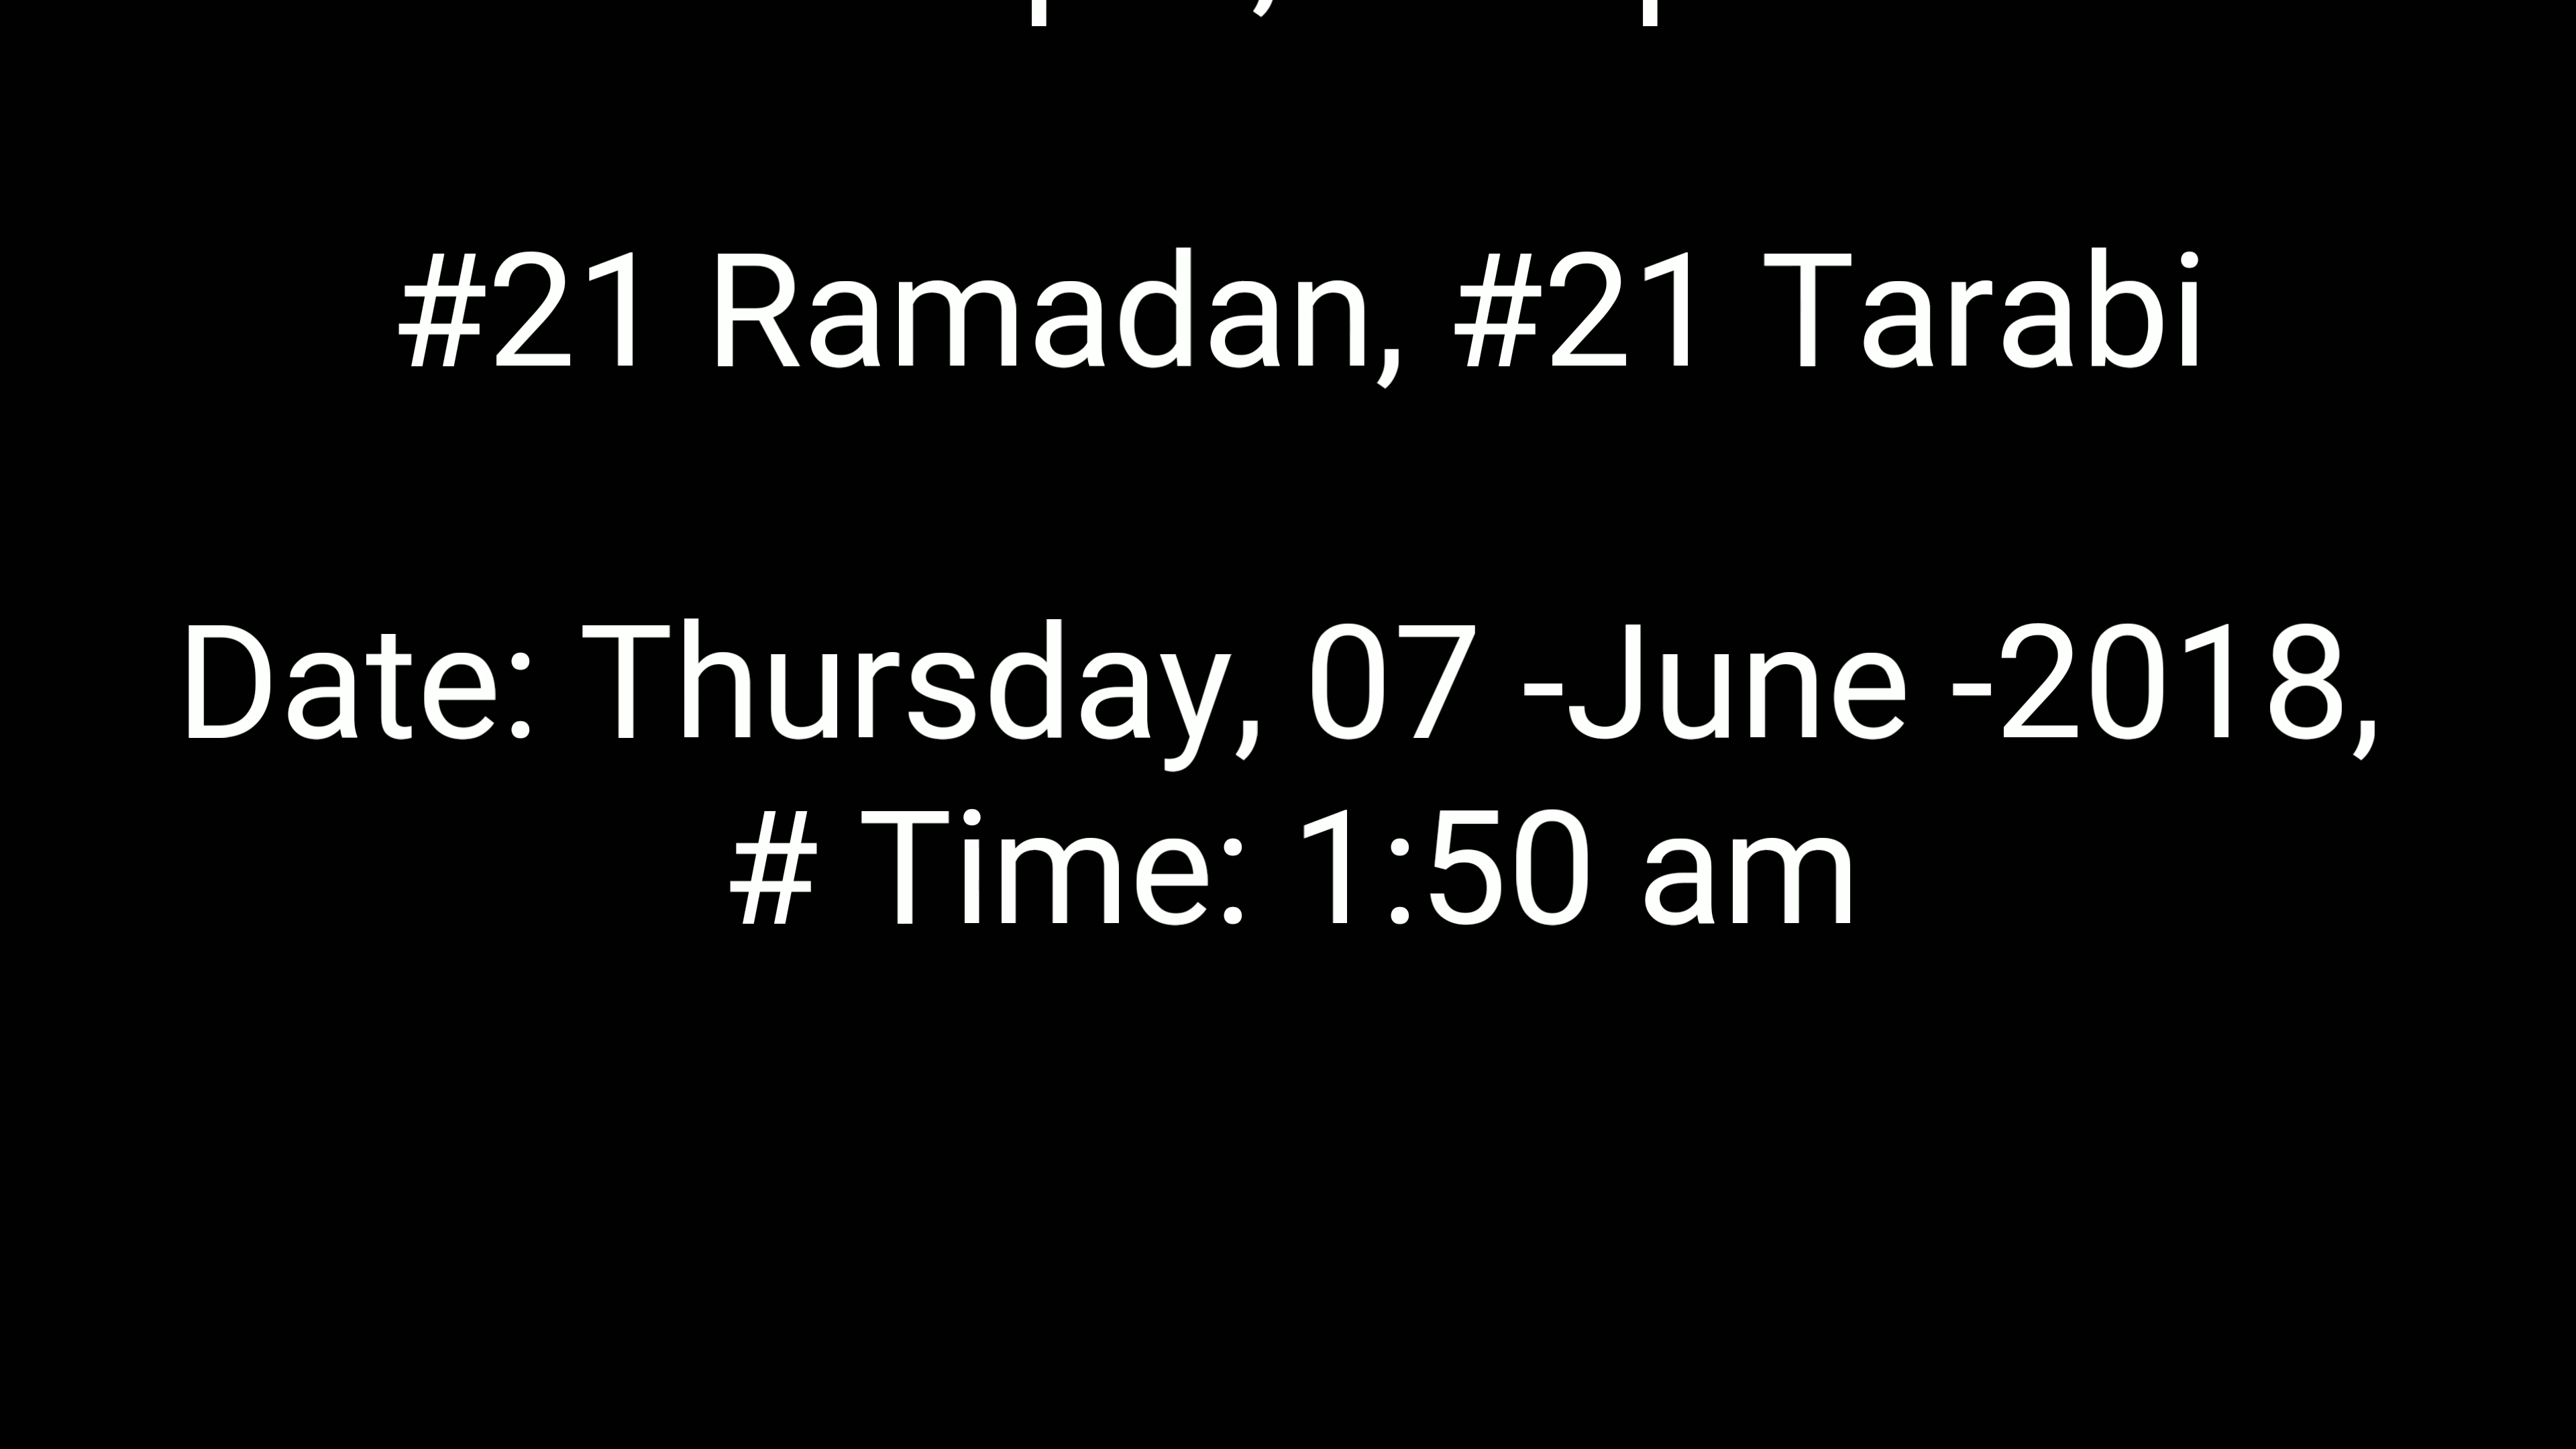 #21 Ramadan, #21 Tarabi
Date: Thursday, 07 -June -2018,
# Time: 1:50 am